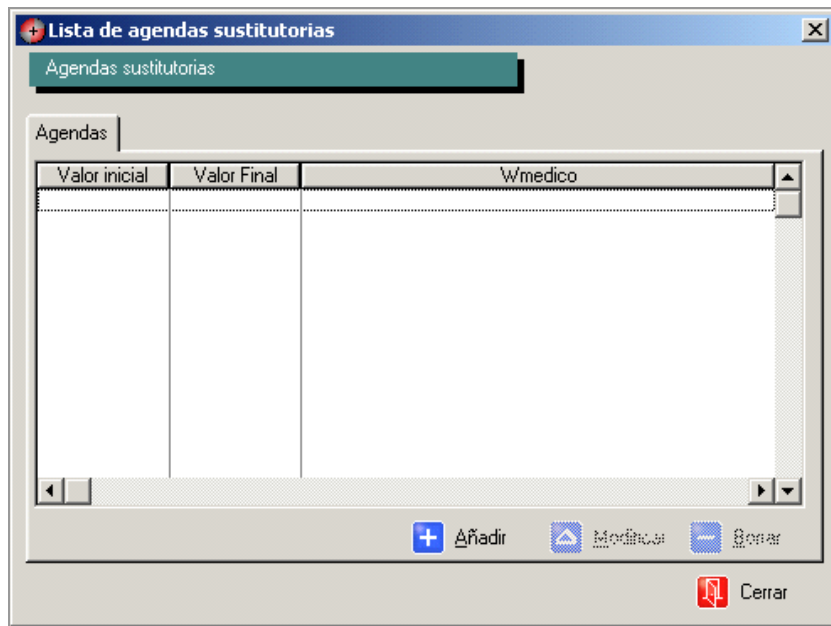 Lista de agendas sustitutorias
Agendas sustitutorias
Agendas
Valor inicial Valor Final Wmedico
Añadir Modificar Borrar
Cerrar